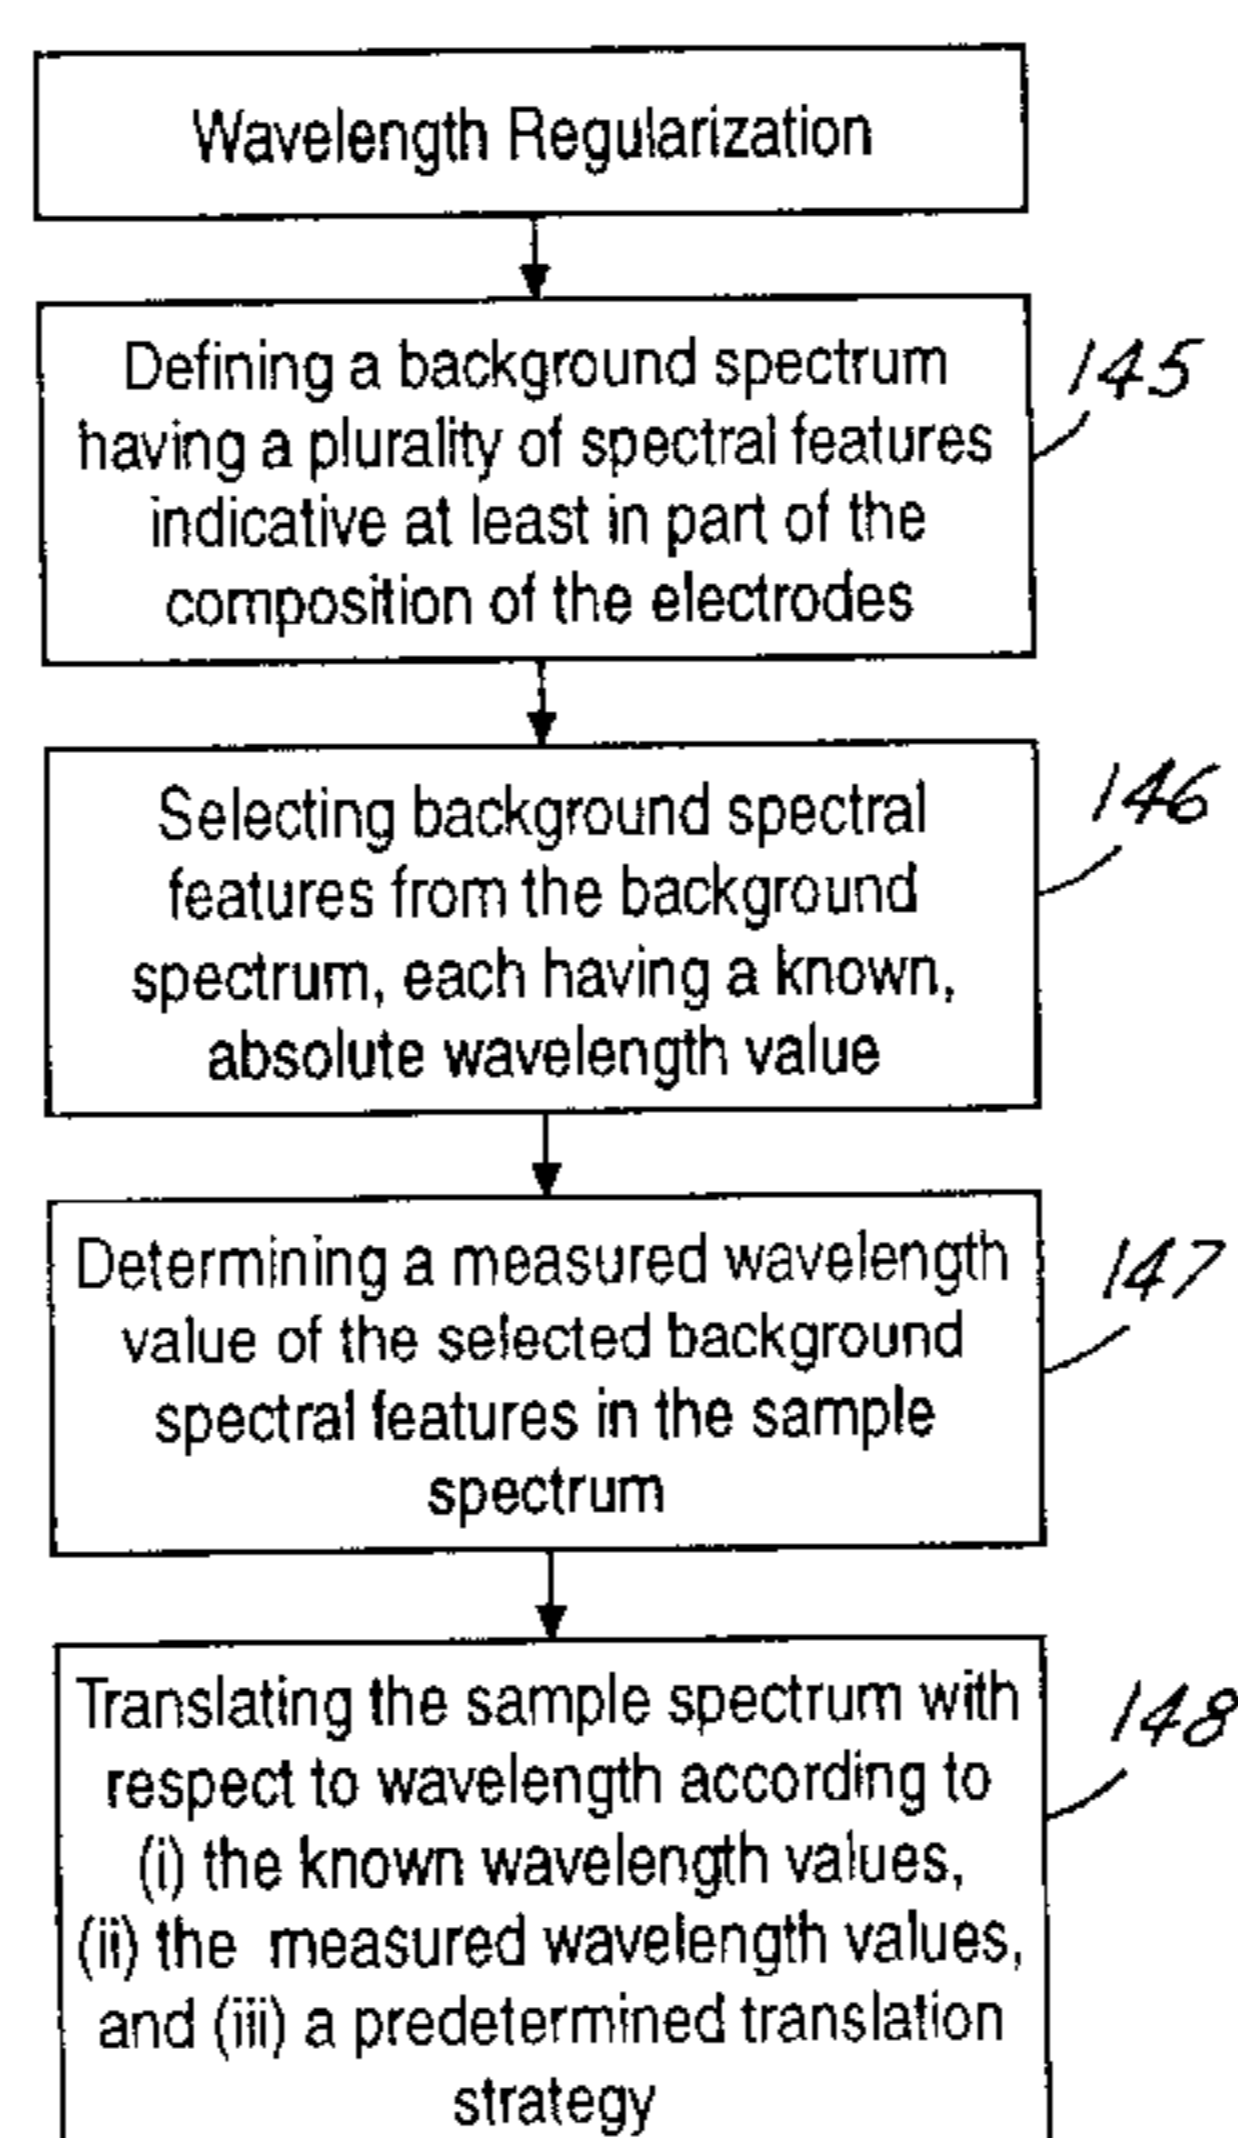 Wavelength Regularization
Defining a background spectrum
having a plurality of spectral features
indicative at least in part of the
composition of the electrodes
145
Selecting background spectral
features from the background
spectrum, each having a known,
absolute wavelength value
146
Determining a measured wavelength
value of the selected background
spectral features in the sample
spectrum
147
Translating the sample spectrum with
respect to wavelength according to
(i) the known wavelength values,
(ii) the measured wavelength values,
and (iii) a predetermined translation
strategy
148